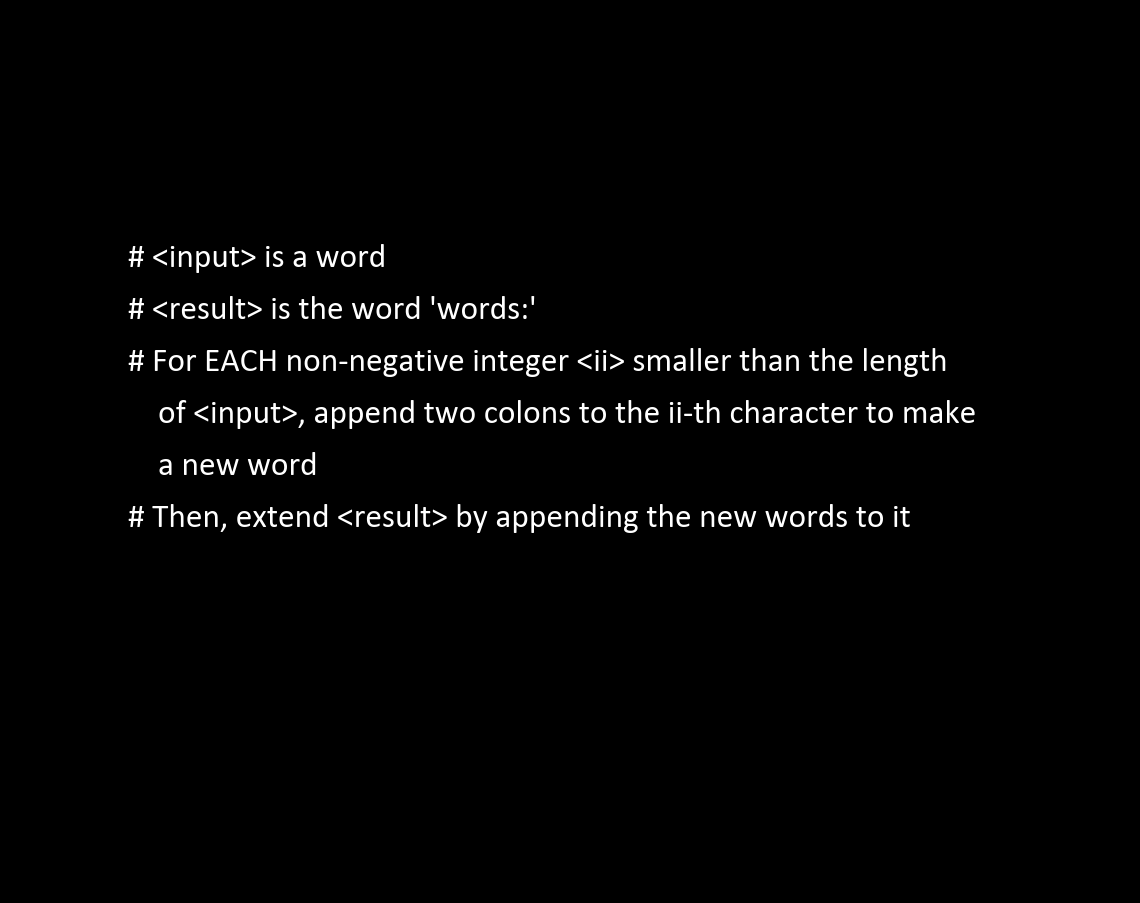 # <input> is a word
# <result> is the word 'words:'
# For EACH non-negative integer <ii> smaller than the length
of <input>, append two colons to the ii-th character to make
a new word
# Then, extend <result> by appending the new words to it